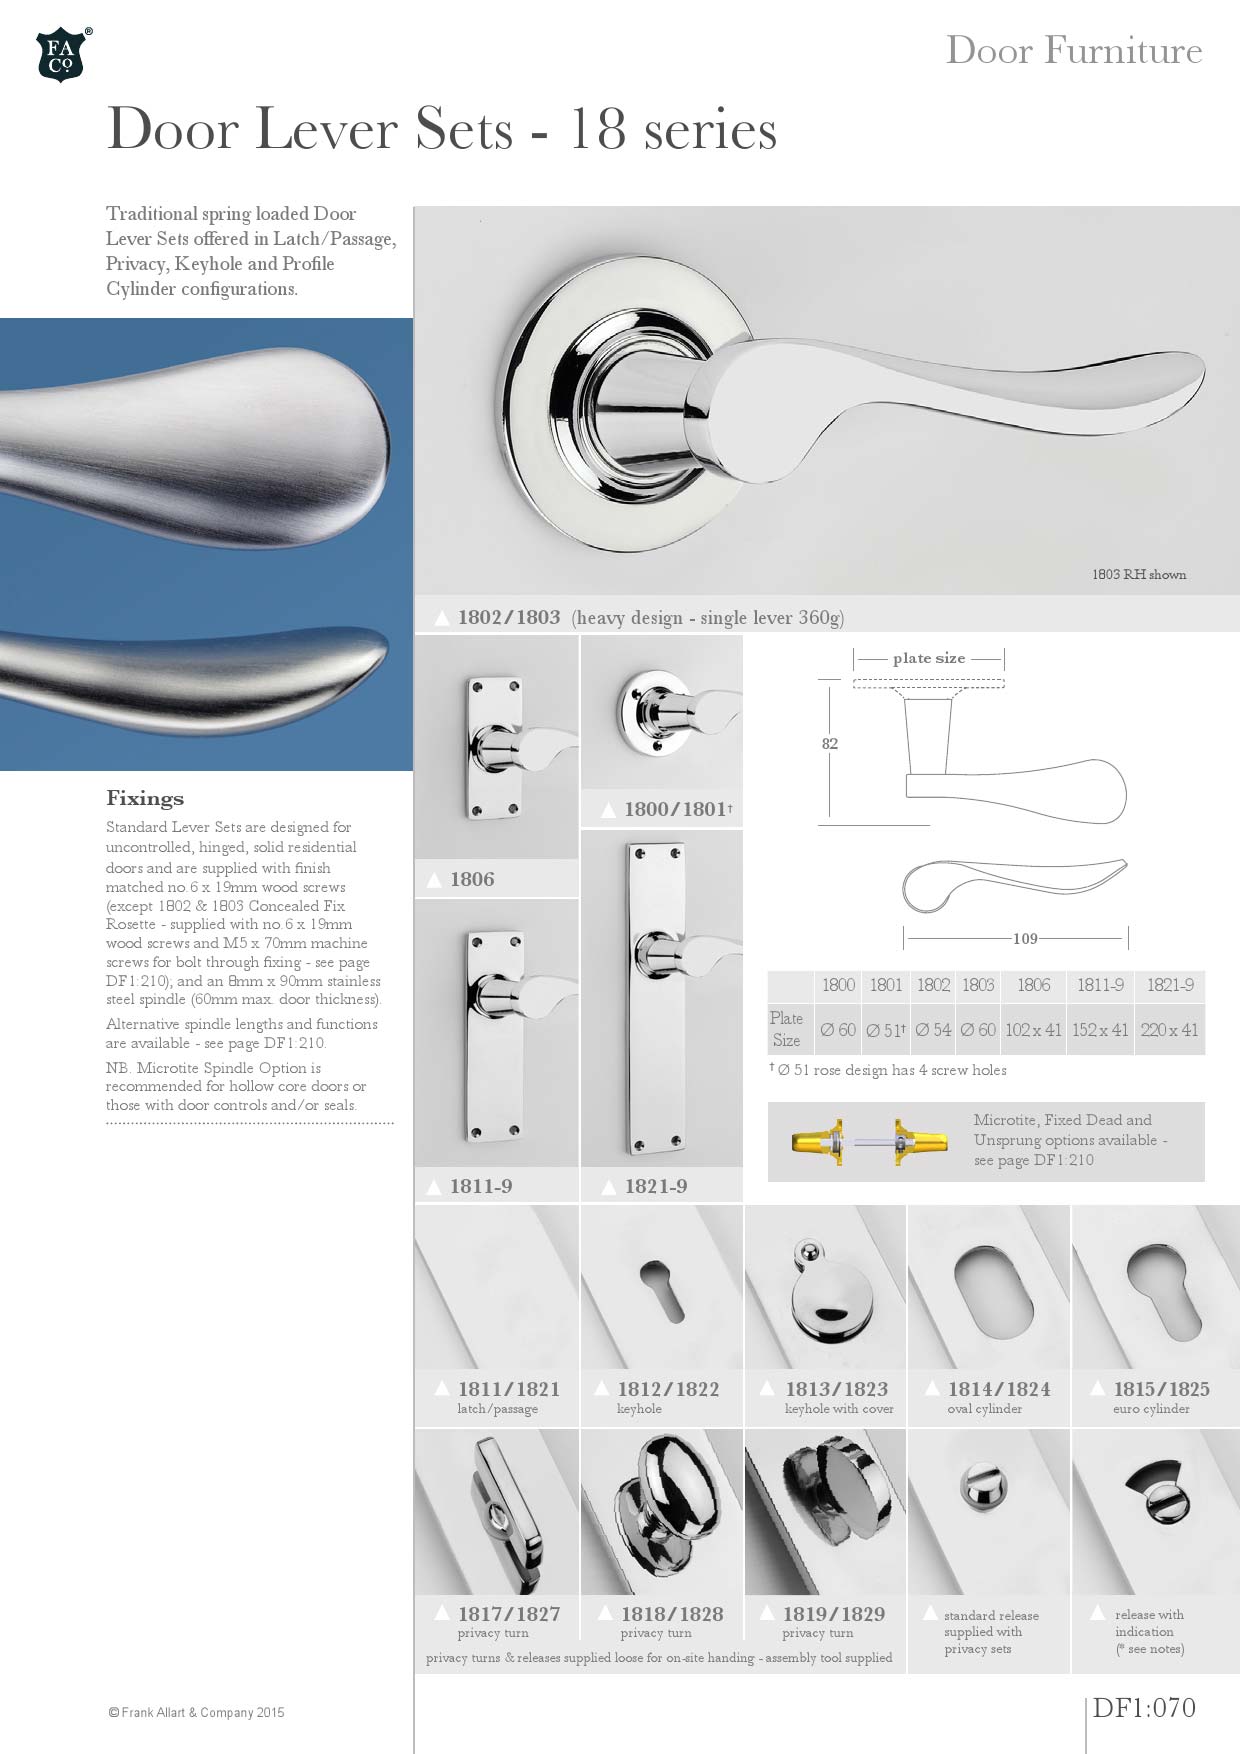 FA
Co.
®
Door Furniture
Door Lever Sets - 18 series
Traditional spring loaded Door
Lever Sets offered in Latch/Passage,
Privacy, Keyhole and Profile
Cylinder configurations.
1803 RH shown
1802/1803 (heavy design - single lever 360g)
Fixings
Standard Lever Sets are designed for
uncontrolled, hinged, solid residential
doors and are supplied with finish
matched no.6 x 19mm wood screws
(except 1802 & 1803 Concealed Fix
Rosette - supplied with no.6 x 19mm
wood screws and M5 x 70mm machine
screws for bolt through fixing - see page
DF1:210); and an 8mm x 90mm stainless
steel spindle (60mm max. door thickness).
Alternative spindle lengths and functions
are available - see page DF1:210.
NB. Microtite Spindle Option is
recommended for hollow core doors or
those with door controls and/or seals.
1806
1800/1801†
1811-9
1821-9
plate size
82
109
1800 1801 1802 1803 1806 1811-9 1821-9
Plate
Size
Ø 60 Ø 51† Ø 54 Ø 60 102 x 41 152 x 41 220 x 41
† Ø 51 rose design has 4 screw holes
Microtite, Fixed Dead and
Unsprung options available -
see page DF1:210
1811/1821
latch/passage
1812/1822
keyhole
1813/1823
keyhole with cover
1814/1824
oval cylinder
1815/1825
euro cylinder
1817/1827
privacy turn
1818/1828
privacy turn
1819/1829
privacy turn
standard release
supplied with
privacy sets
release with
indication
(* see notes)
privacy turns & releases supplied loose for on-site handing - assembly tool supplied
© Frank Allart & Company 2015
DF1:070